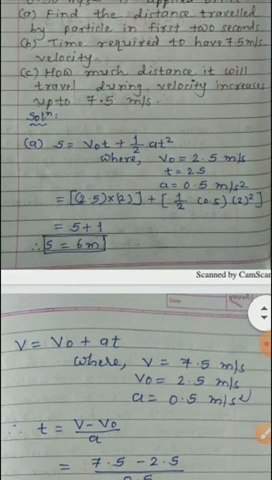 (a) Find the distance travelled
by particle in first two seconds
(b) Time required to have 7.5 m/s
velocity.
(c) How much distance it will
travel during velocity increases
up to 7.5 m/s.
Solⁿ:
(a) S = V₀t + 1/2 at²
where, V₀ = 2.5 m/s
t = 2 S
a = 0.5 m/s2
= [(2.5)×(2)] + [1/2 (0.5) (2)²]
= 5 + 1
∴ S = 6m
Scanned by CamScan
V = V₀ + at
where, V = 7.5 m/s
V₀ = 2.5 m/s
a = 0.5 m/s²
∴ t = V - V₀ / a
= 7.5 - 2.5